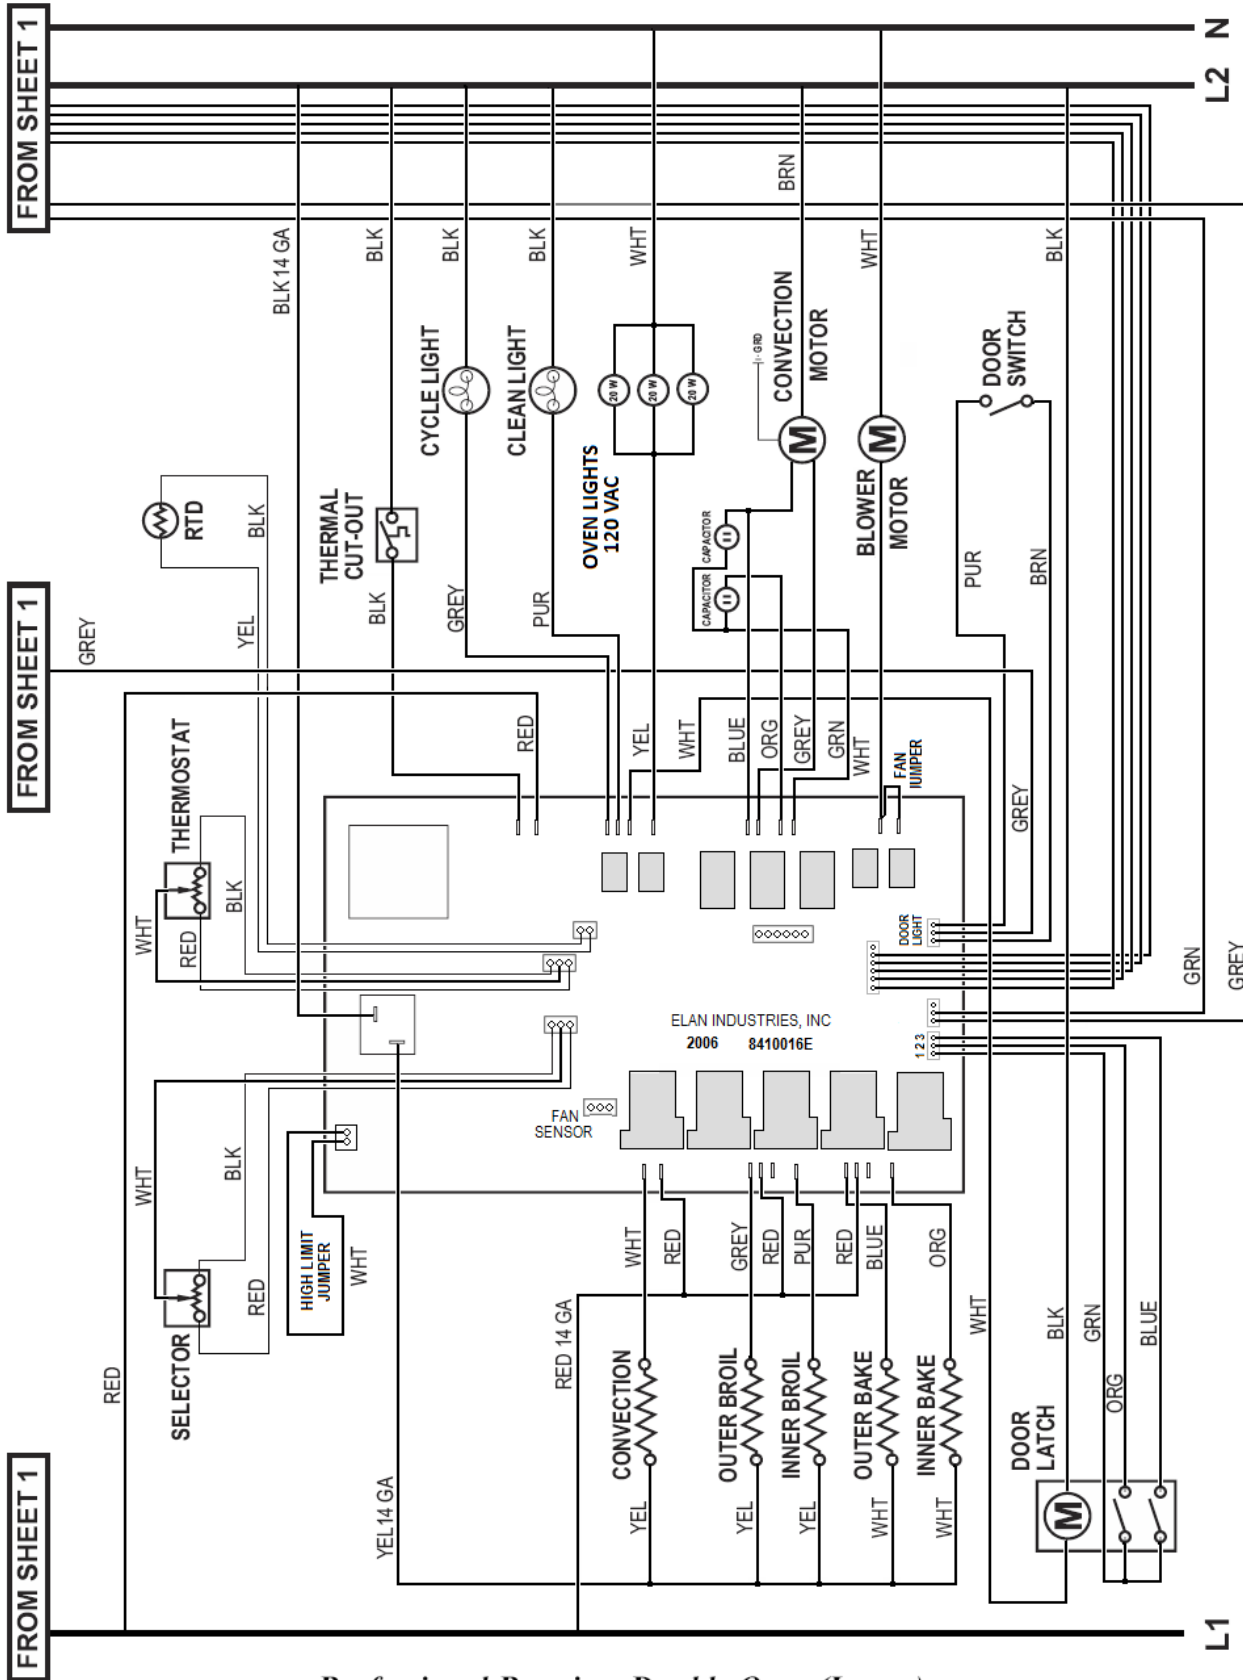 FROM SHEET 1
FROM SHEET 1
FROM SHEET 1
N
L2
L1
BLK14 GA
BLK
BLK
BLK
WHT
BRN
WHT
BLK
CYCLE LIGHT
CLEAN LIGHT
OVEN LIGHTS
120 VAC
20 W
20 W
20 W
GRD
CONVECTION
MOTOR
M
BLOWER
MOTOR
M
DOOR
SWITCH
CAPACITOR
CAPACITOR
RTD
BLK
YEL
GREY
THERMAL
CUT-OUT
BLK
GREY
PUR
PUR
BRN
THERMOSTAT
WHT
RED
BLK
RED
YEL
WHT
BLUE
ORG
GREY
GRN
WHT
FAN
JUMPER
GREY
DOOR
LIGHT
GRN
GREY
ELAN INDUSTRIES, INC
2006 8410016E
1 2 3
FAN
SENSOR
WHT
BLK
RED
SELECTOR
RED
HIGH LIMIT
JUMPER
WHT
YEL14 GA
RED 14 GA
WHT
RED
GREY
RED
PUR
RED
BLUE
ORG
WHT
BLK
GRN
ORG
BLUE
CONVECTION
OUTER BROIL
INNER BROIL
OUTER BAKE
INNER BAKE
YEL
YEL
YEL
WHT
WHT
DOOR
LATCH
M